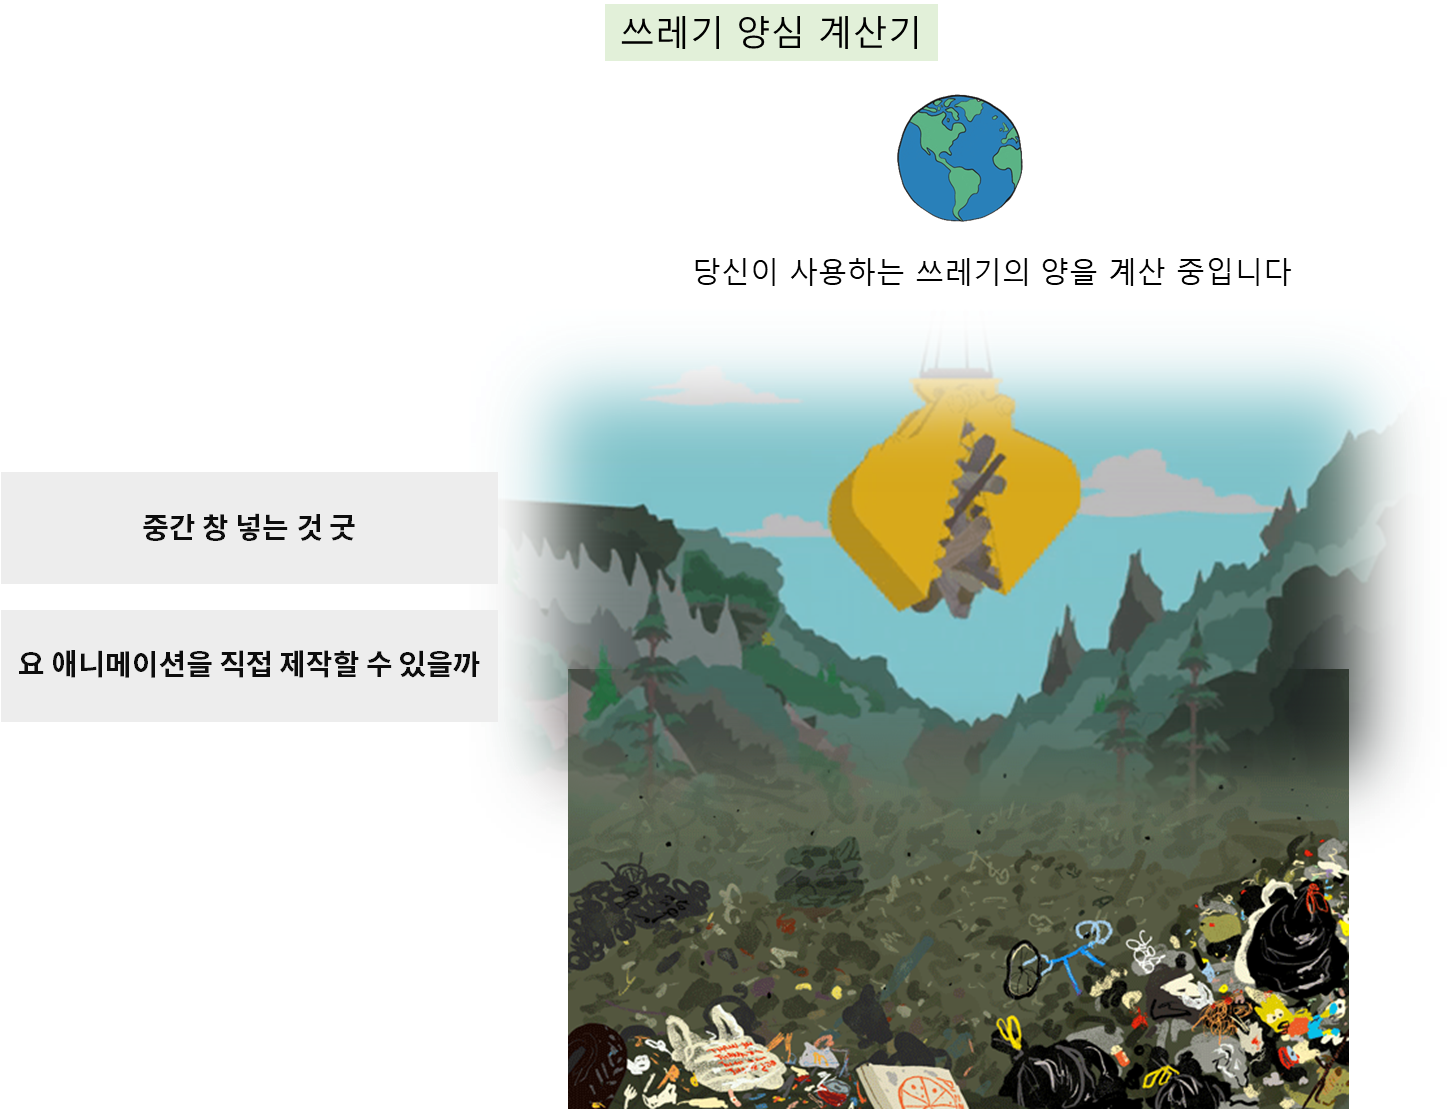 쓰레기 양심 계산기
당신이 사용하는 쓰레기의 양을 계산 중입니다
중간 창 넣는 것 굿
요 애니메이션을 직접 제작할 수 있을까